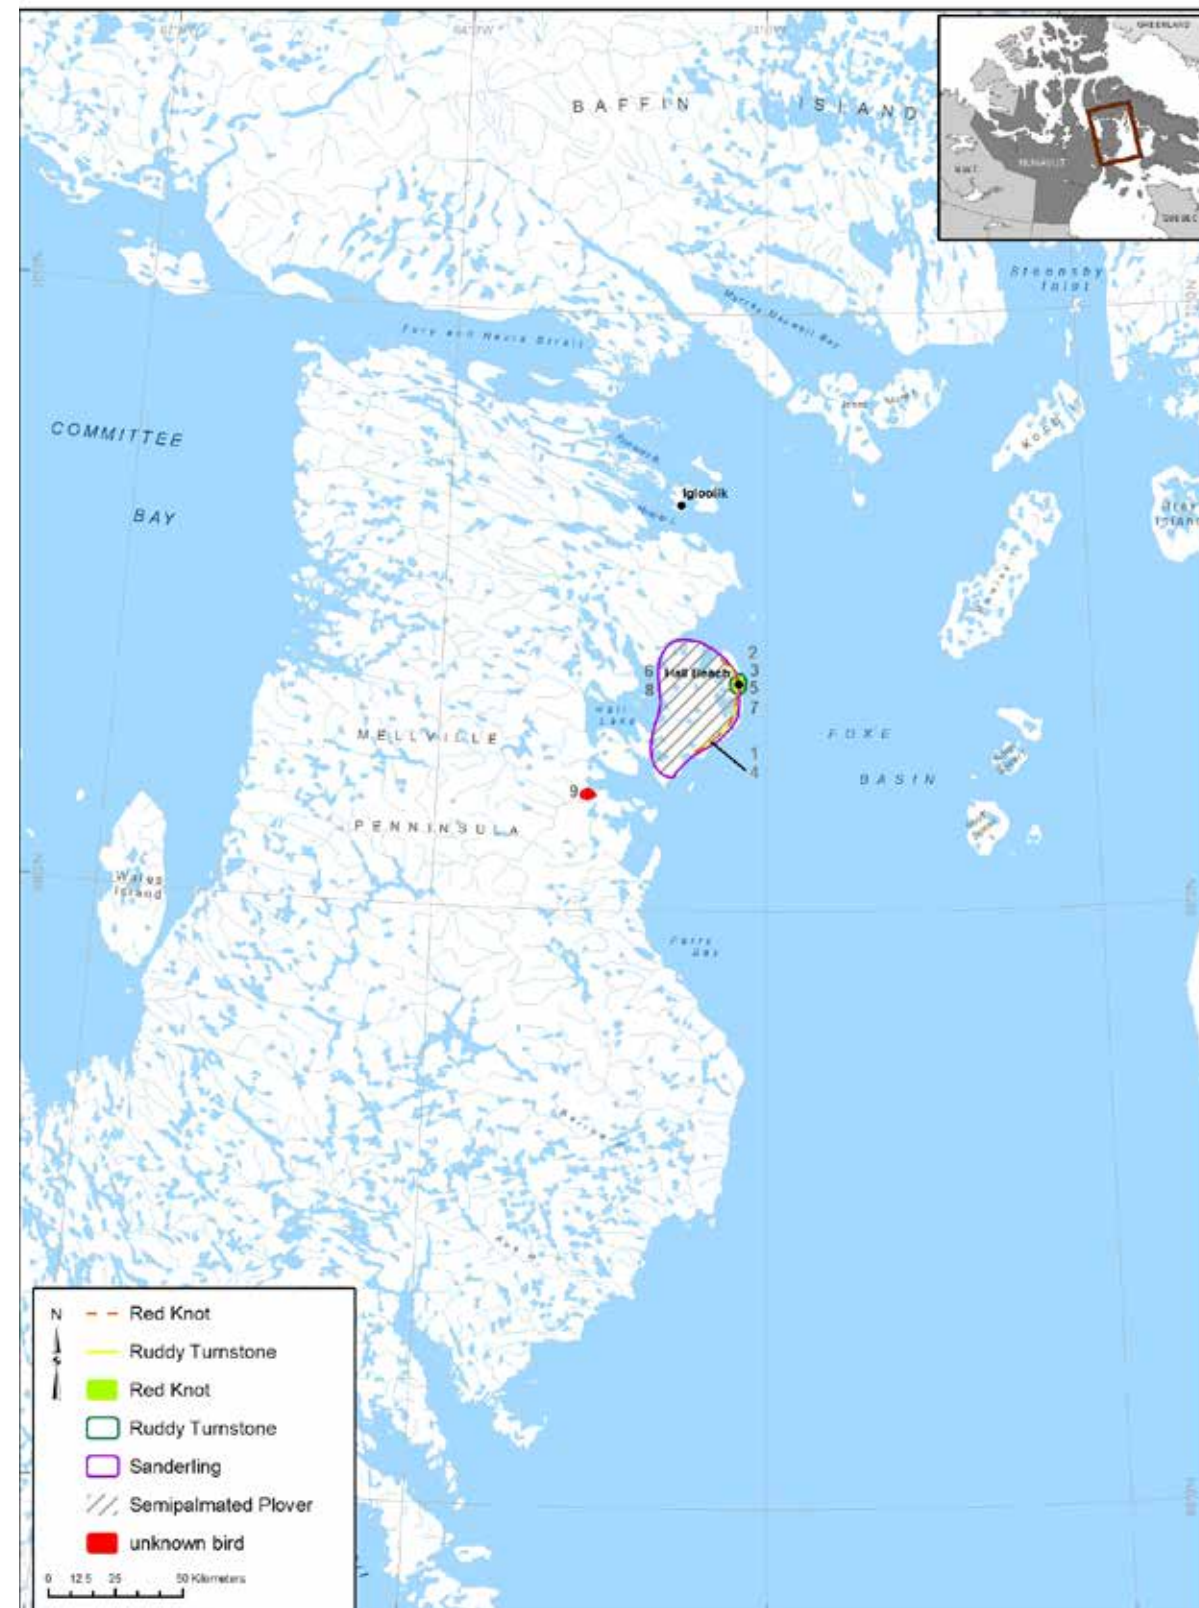 BAFFIN ISLAND
GREENLAND
NUNAVUT
NWT
QUEBEC
Steensby
Inlet
Murray Maxwell Bay
Fury and Hecla Strait
COMMITTEE
BAY
Koch I.
Igloolik
2
6 Hall Beach 3
8 5
7
Hall
Lake
1
4
MELLVILLE
PENNINSULA
FOXE
BASIN
9
Wales
Island
Parry
Bay
N
Red Knot
Ruddy Turnstone
Red Knot
Ruddy Turnstone
Sanderling
Semipalmated Plover
unknown bird
0 12.5 25 50 Kilometers